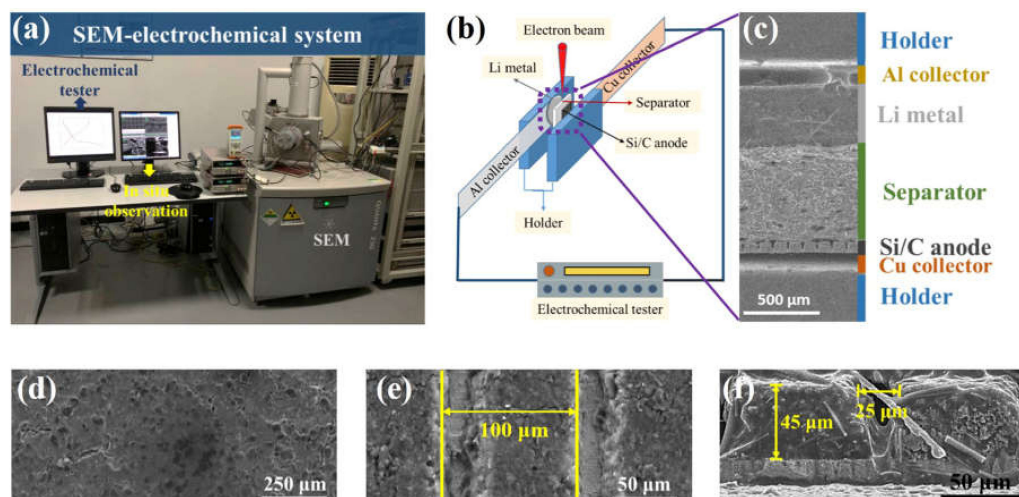 (a)
SEM-electrochemical system
Electrochemical
tester
In situ
observation
SEM
(b)
Electron beam
Li metal
Cu collector
Separator
Si/C anode
Al collector
Holder
Electrochemical tester
(c)
Holder
Al collector
Li metal
Separator
Si/C anode
Cu collector
Holder
500 µm
(d)
250 µm
(e)
100 µm
50 µm
(f)
45 µm
25 µm
50 µm